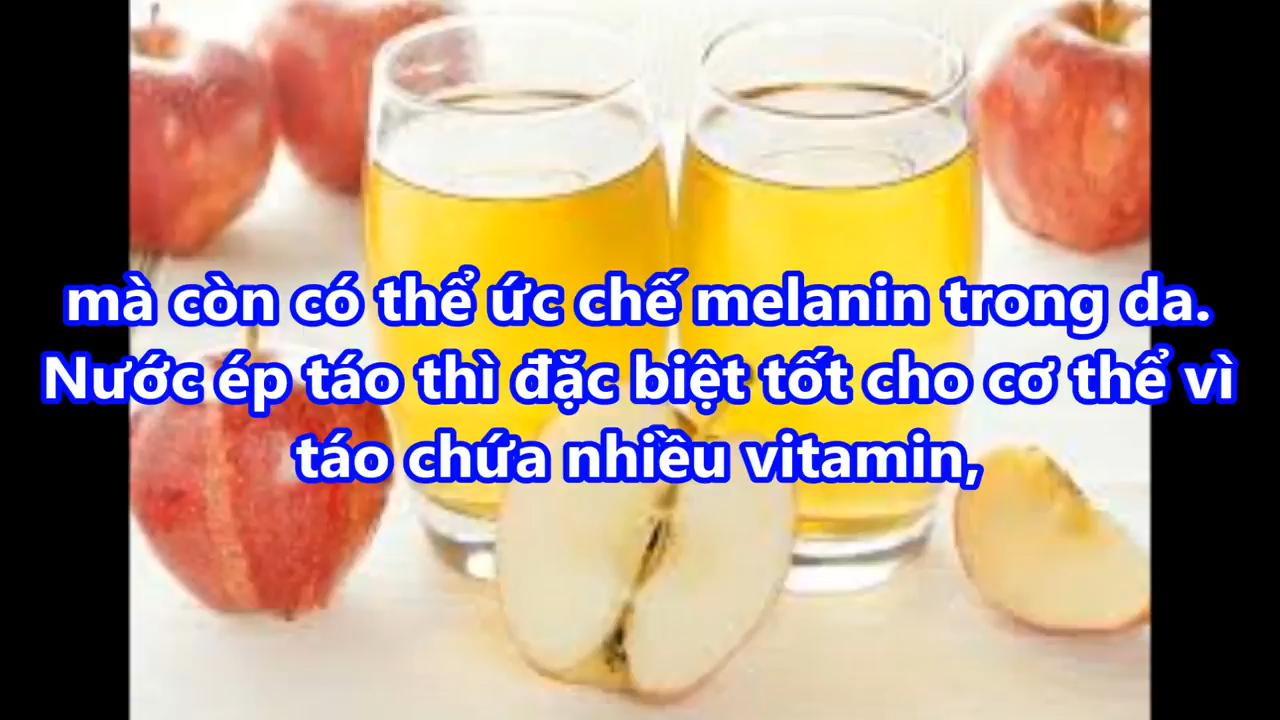 mà còn có thể ức chế melanin trong da.
Nước ép táo thì đặc biệt tốt cho cơ thể vì
táo chứa nhiều vitamin,